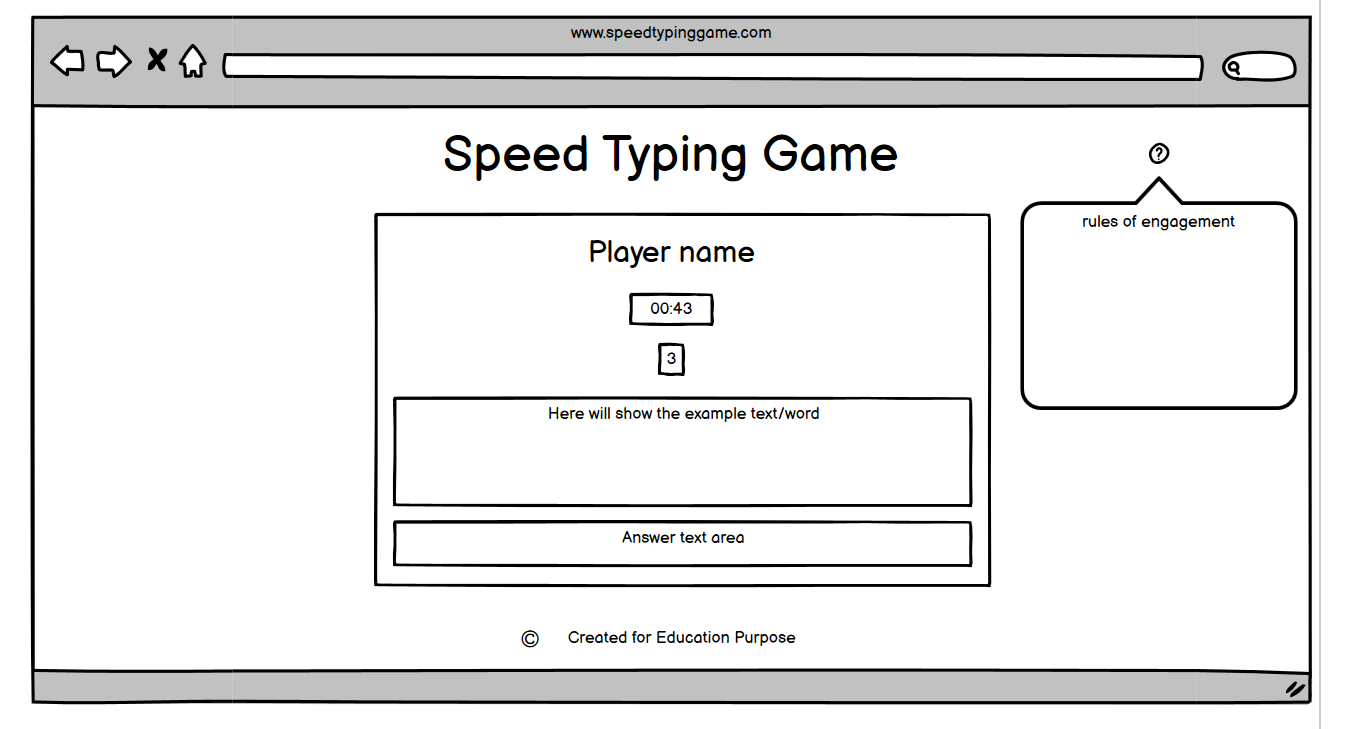 www.speedtypinggame.com
Speed Typing Game
?
rules of engagement
Player name
00:43
3
Here will show the example text/word
Answer text area
© Created for Education Purpose